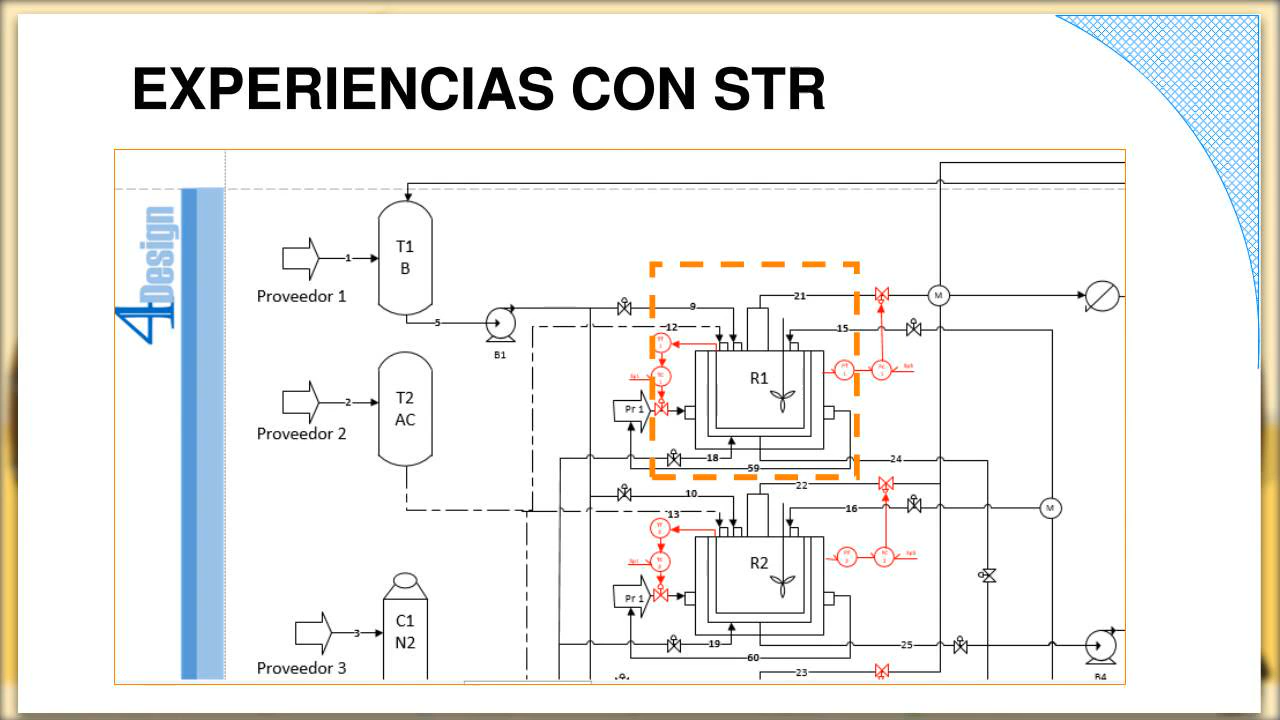 EXPERIENCIAS CON STR
4Design
T1
B
1
Proveedor 1
5
B1
T2
AC
2
Proveedor 2
C1
N2
3
Proveedor 3
9
12
21
M
15
R1
Pr 1
18
59
24
10
13
22
16
M
R2
Pr 1
19
60
25
23
B4